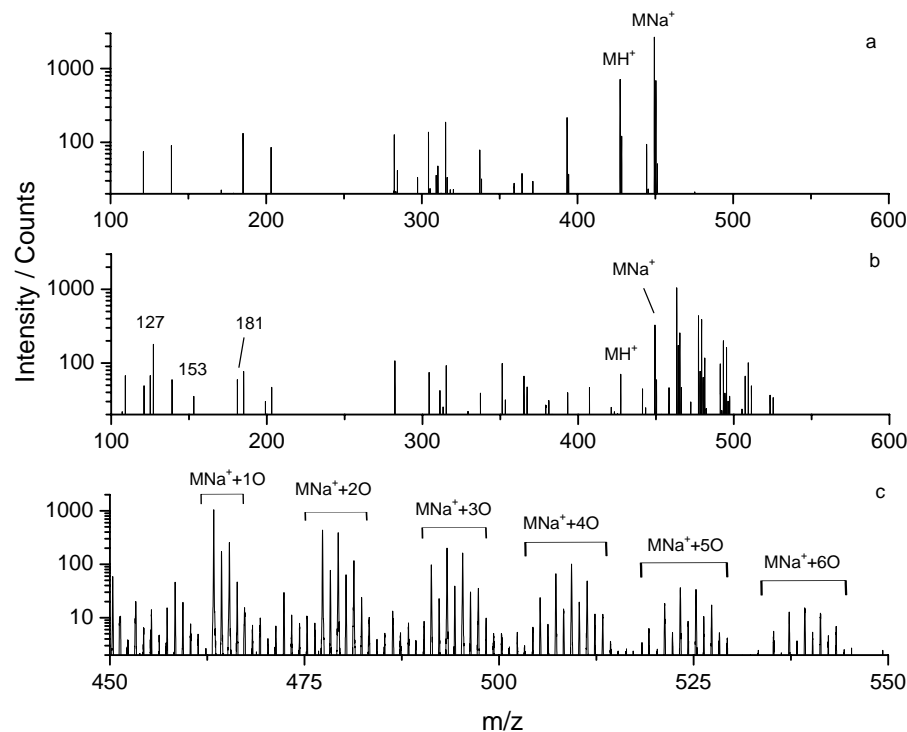 MNa⁺
a
MH⁺
1000
100
100 200 300 400 500 600
b
MNa⁺
1000
127
181
153
MH⁺
100
100 200 300 400 500 600
Intensity / Counts
MNa⁺+1O
c
MNa⁺+2O
MNa⁺+3O
MNa⁺+4O
MNa⁺+5O
MNa⁺+6O
1000
100
10
450 475 500 525 550
m/z